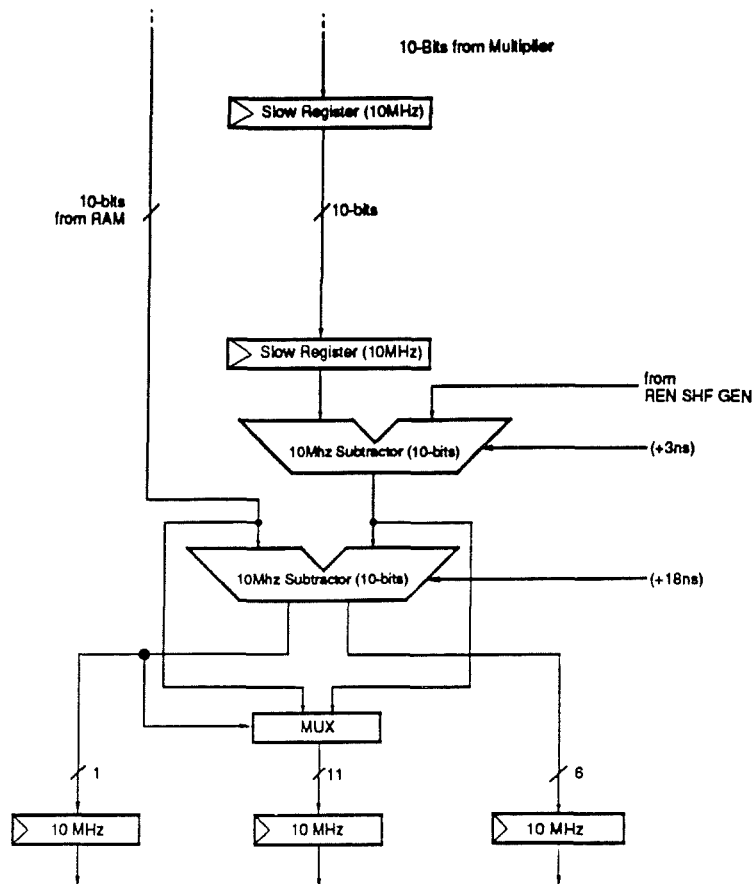 10-Bits from Multiplier
Slow Register (10MHz)
10-bits
from RAM
10-bits
Slow Register (10MHz)
from
REN SHF GEN
10Mhz Subtractor (10-bits)
(+3ns)
10Mhz Subtractor (10-bits)
(+18ns)
MUX
1
11
6
10 MHz
10 MHz
10 MHz